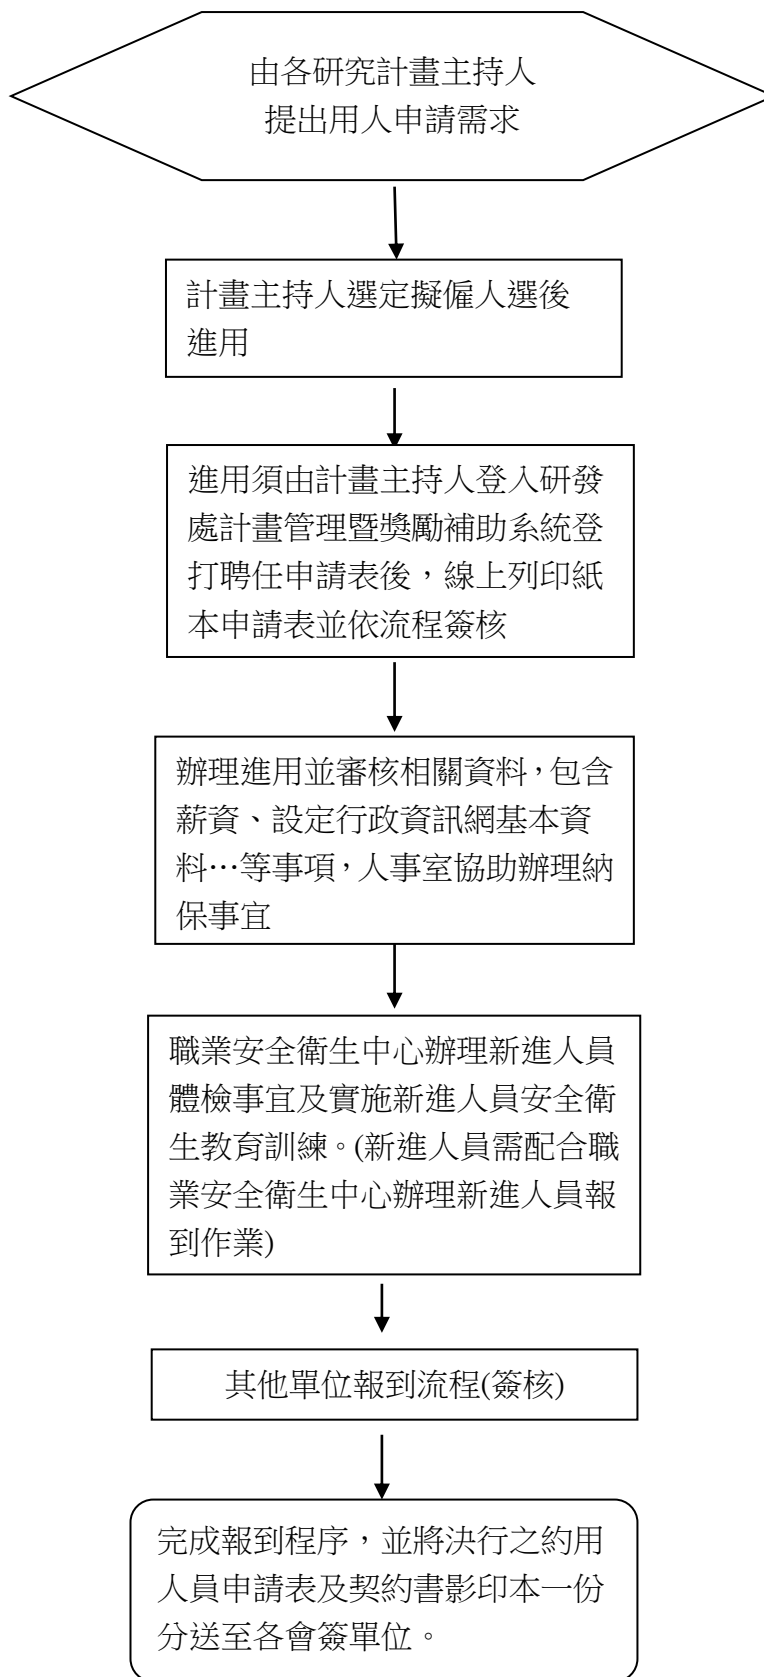 由各研究計畫主持人
提出用人申請需求
計畫主持人選定擬僱人選後
進用
進用須由計畫主持人登入研發
處計畫管理暨獎勵補助系統登
打聘任申請表後，線上列印紙
本申請表並依流程簽核
辦理進用並審核相關資料，包含
薪資、設定行政資訊網基本資
料…等事項，人事室協助辦理納
保事宜
職業安全衛生中心辦理新進人員
體檢事宜及實施新進人員安全衛
生教育訓練。(新進人員需配合職
業安全衛生中心辦理新進人員報
到作業)
其他單位報到流程(簽核)
完成報到程序，並將決行之約用
人員申請表及契約書影印本一份
分送至各會簽單位。